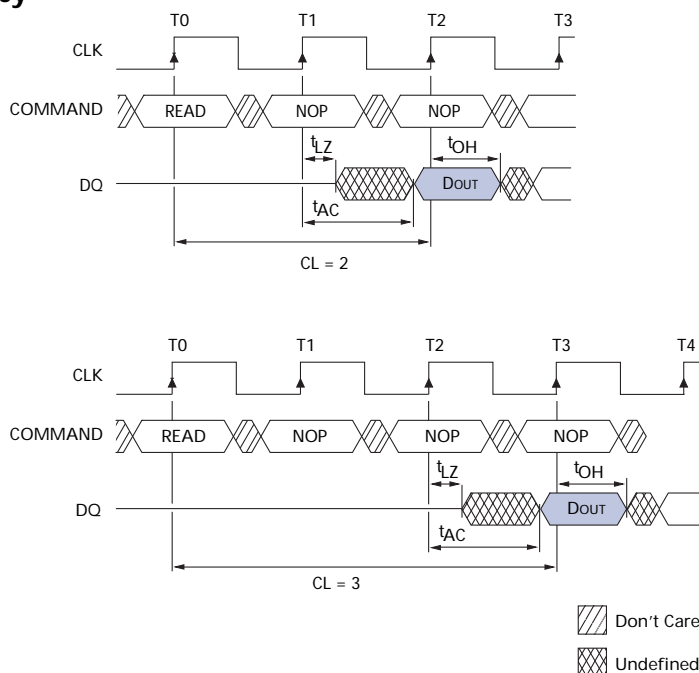 T0 T1 T2 T3
CLK
COMMAND READ NOP NOP
tLZ tOH
DQ DOUT
tAC
CL = 2
T0 T1 T2 T3 T4
CLK
COMMAND READ NOP NOP NOP
tLZ tOH
DQ DOUT
tAC
CL = 3
Don't Care
Undefined